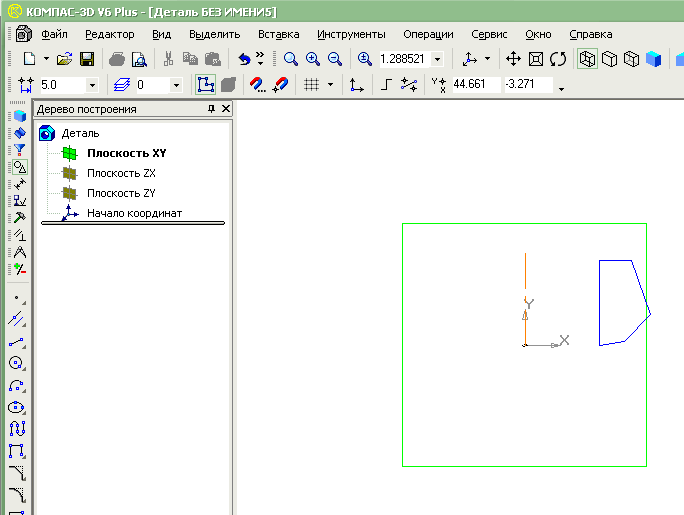 КОМПАС-3D V6 Plus - [Деталь БЕЗ ИМЕНИ5]
Файл Редактор Вид Выделить Вставка Инструменты Операции Сервис Окно Справка
1.288521
5.0 0 44.661 -3.271
Дерево построения
Деталь
Плоскость XY
Плоскость ZX
Плоскость ZY
Начало координат
Y
X